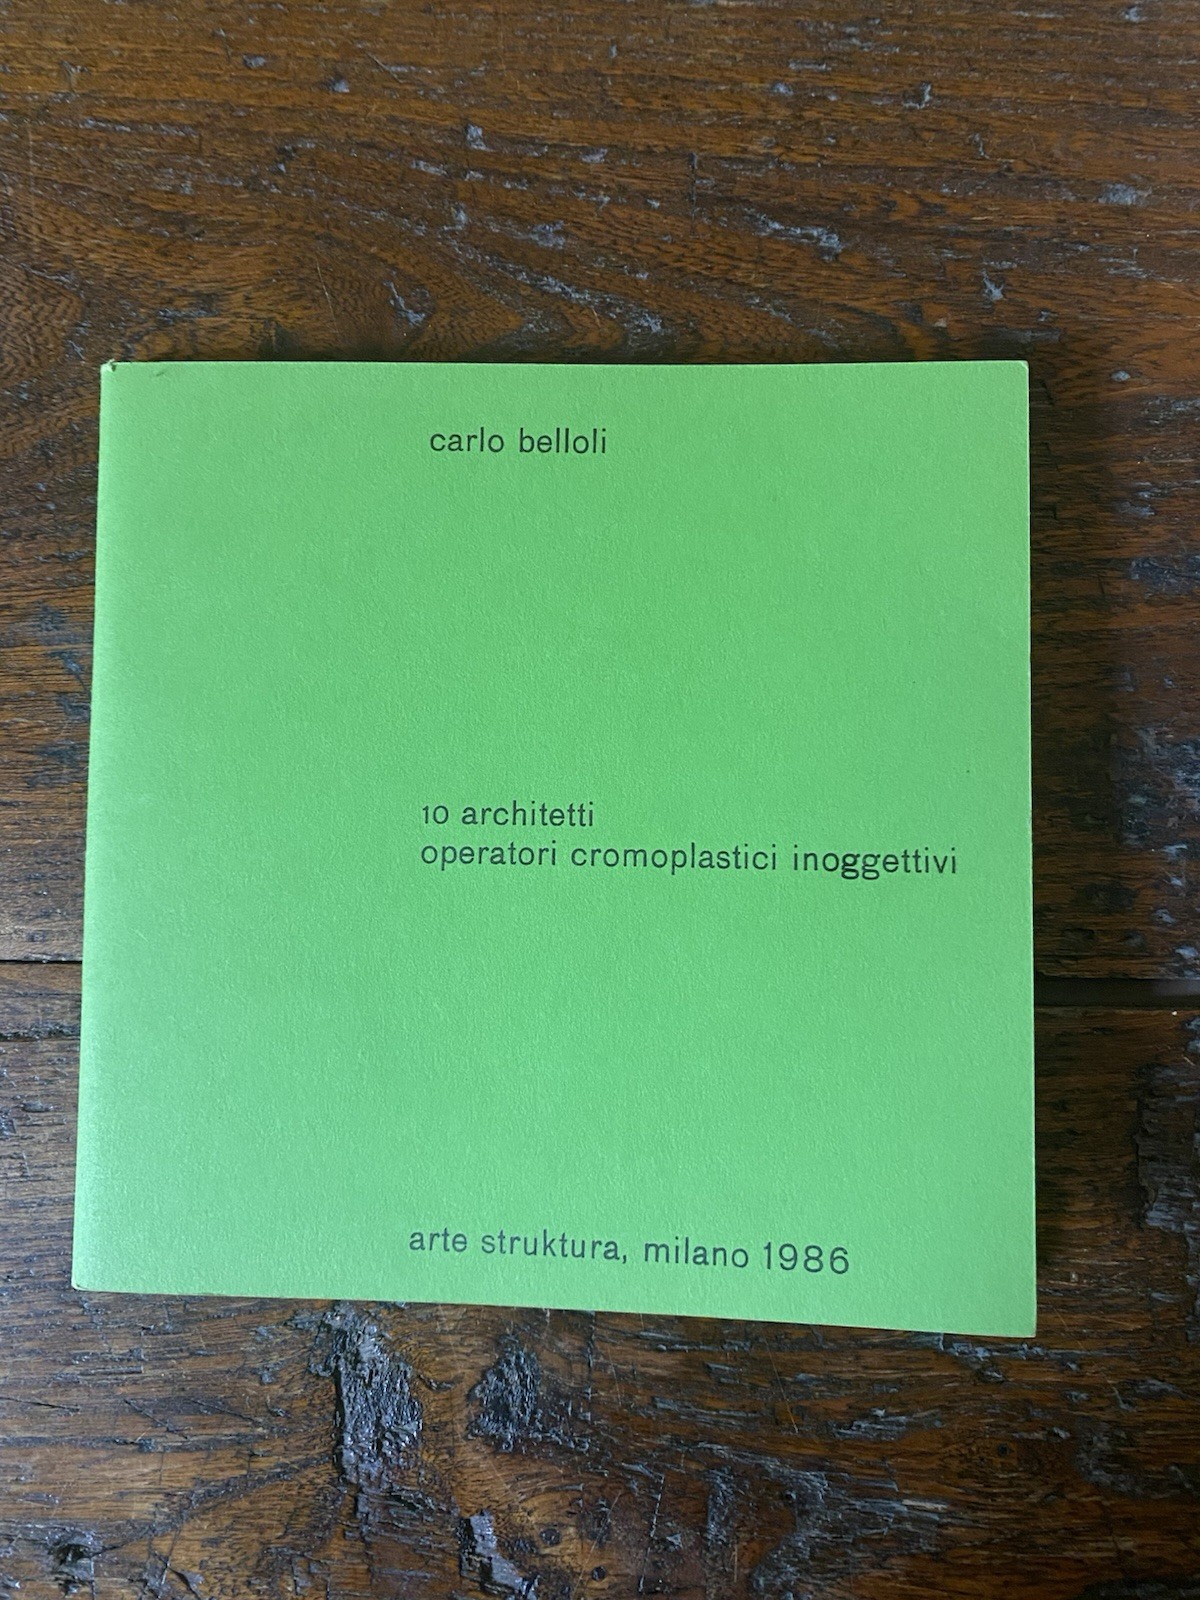 carlo belloli
10 architetti
operatori cromoplastici inoggettivi
arte struktura, milano 1986